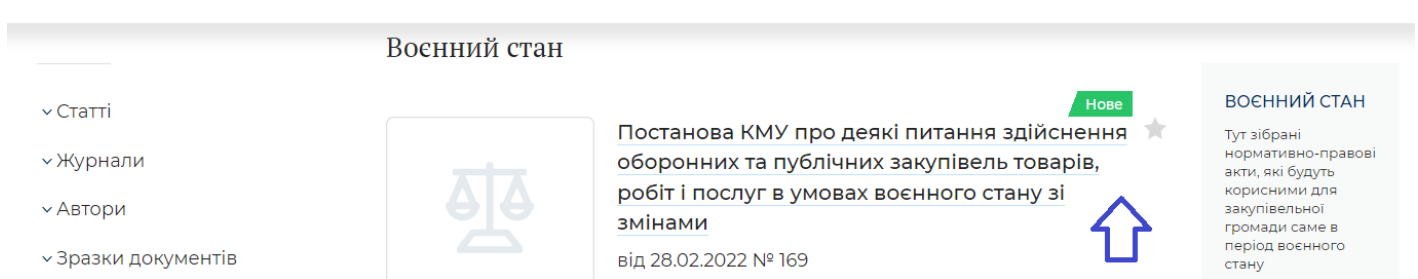 Воєнний стан
Статті
Журнали
Автори
Зразки документів
Нове
Постанова КМУ про деякі питання здійснення
оборонних та публічних закупівель товарів,
робіт і послуг в умовах воєнного стану зі
змінами
від 28.02.2022 № 169
ВОЄННИЙ СТАН
Тут зібрані
нормативно-правові
акти, які будуть
корисними для
закупівельної
громади саме в
період воєнного
стану